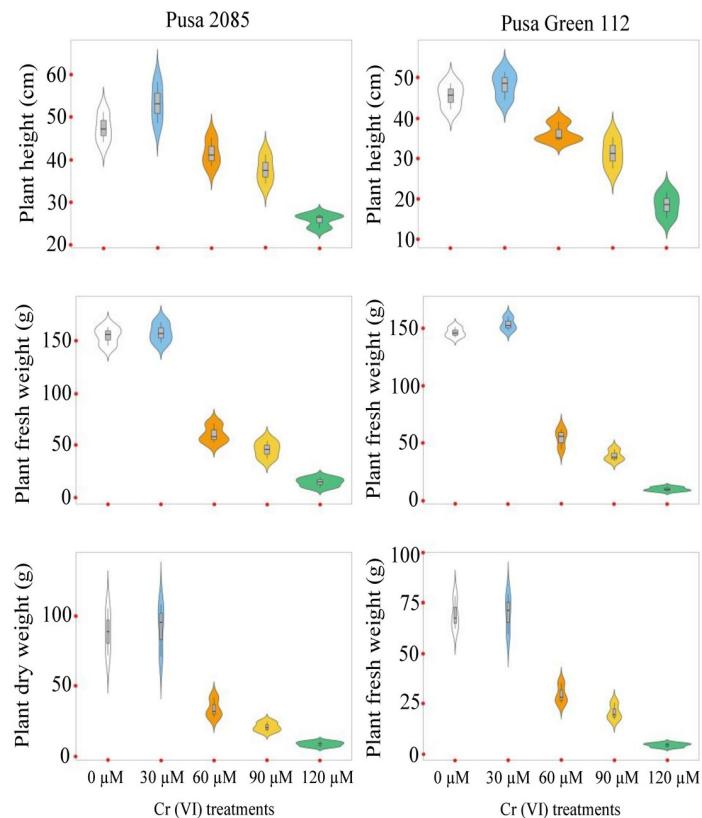 Pusa 2085
Pusa Green 112
Plant height (cm)
60
50
40
30
20
Plant height (cm)
50
40
30
20
10
Plant fresh weight (g)
150
100
50
0
Plant fresh weight (g)
150
100
50
0
Plant dry weight (g)
100
50
0
Plant fresh weight (g)
100
75
50
25
0
0 µM 30 µM 60 µM 90 µM 120 µM
0 µM 30 µM 60 µM 90 µM 120 µM
Cr (VI) treatments
Cr (VI) treatments